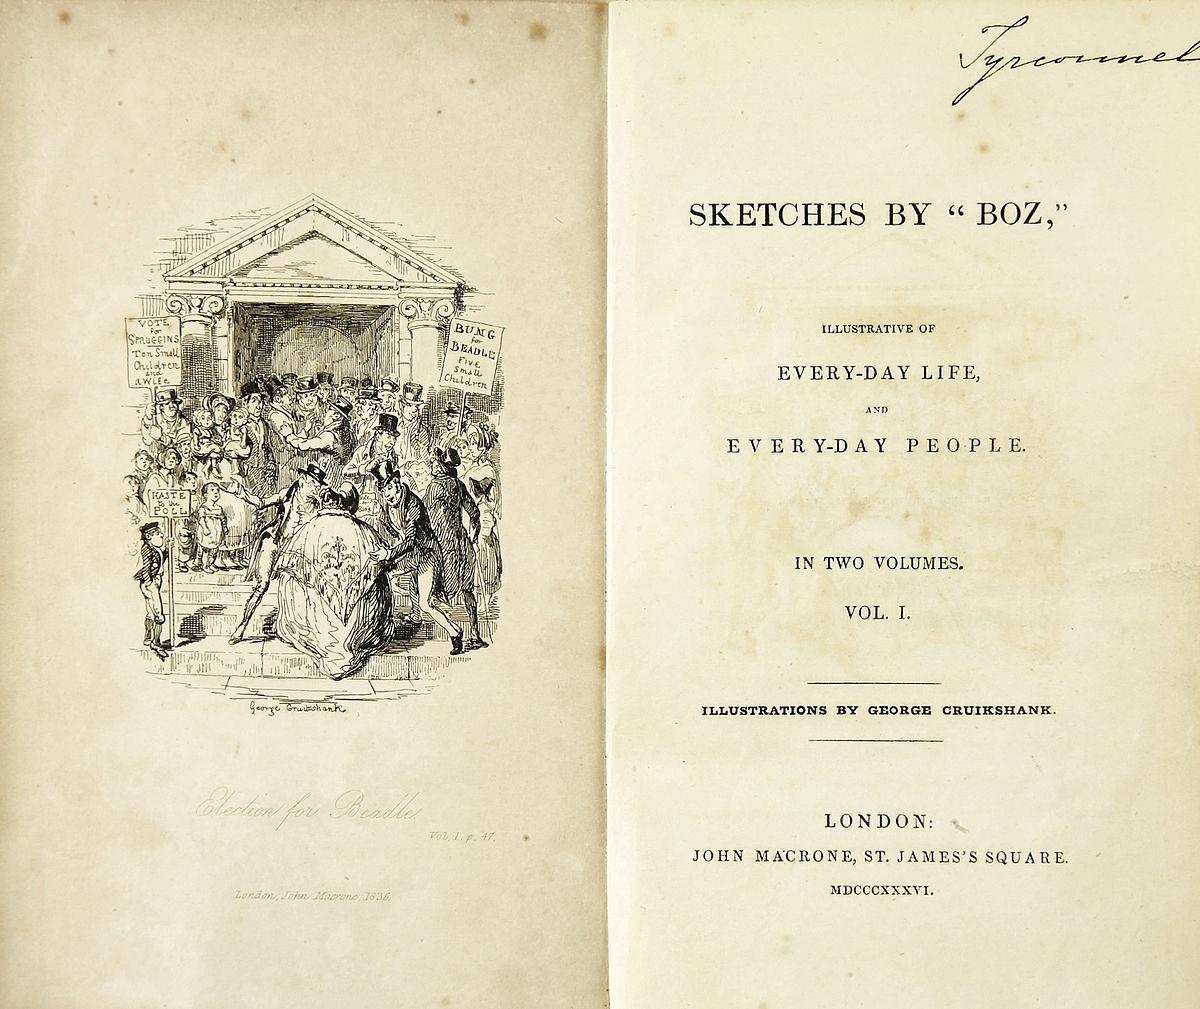 VOTE
for
SPRUGGINS
Ten Small
Children
and
a WIFE
BUNG
for
BEADLE
FIVE
Small
Children
HASTE
to the
POLL
George Cruikshank
Election for Beadle.
Vol. 1. p. 47.
London, John Macrone, 1836.
Tyrconnel
SKETCHES BY “ BOZ,”
ILLUSTRATIVE OF
EVERY-DAY LIFE,
AND
EVERY-DAY PEOPLE.
IN TWO VOLUMES.
VOL. I.
ILLUSTRATIONS BY GEORGE CRUIKSHANK.
LONDON:
JOHN MACRONE, ST. JAMES’S SQUARE.
MDCCCXXXVI.